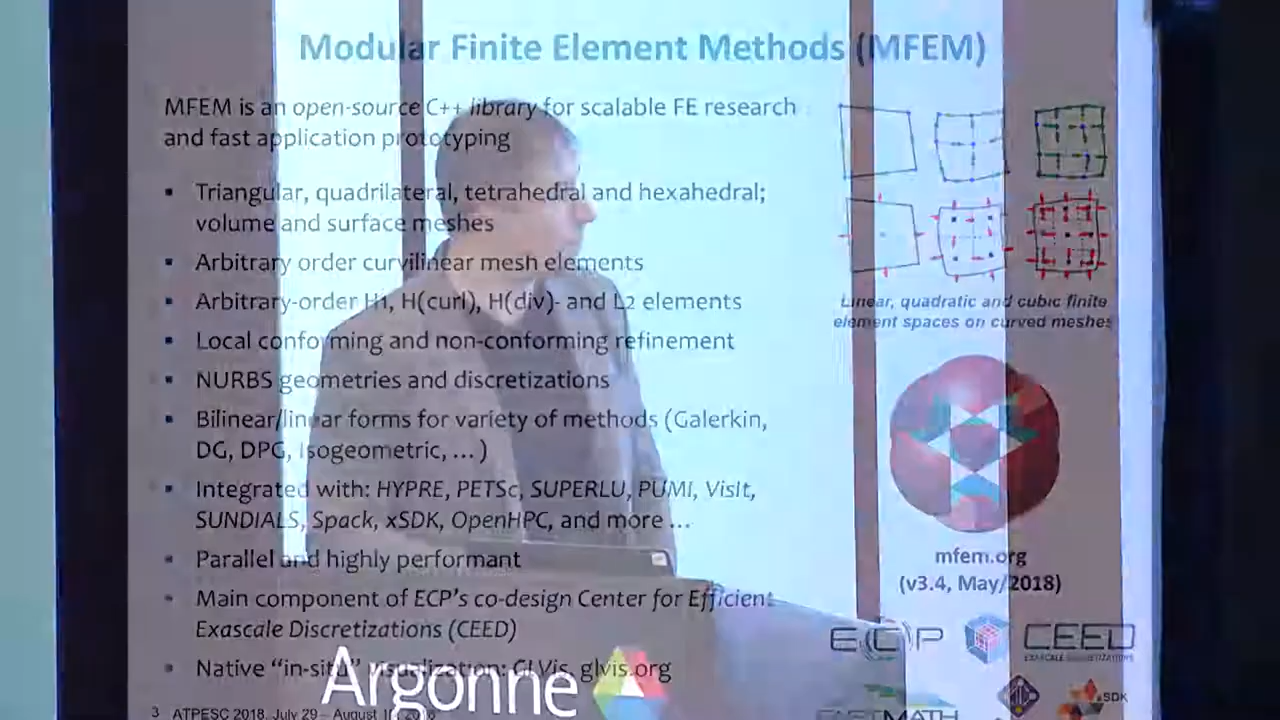 Modular Finite Element Methods (MFEM)
MFEM is an open-source C++ library for scalable FE research
and fast application prototyping
▪ Triangular, quadrilateral, tetrahedral and hexahedral;
volume and surface meshes
▪ Arbitrary order curvilinear mesh elements
▪ Arbitrary-order H1, H(curl), H(div)- and L2 elements
▪ Local conforming and non-conforming refinement
▪ NURBS geometries and discretizations
▪ Bilinear/linear forms for variety of methods (Galerkin,
DG, DPG, Isogeometric, … )
▪ Integrated with: HYPRE, PETSc, SUPERLU, PUMI, VisIt,
SUNDIALS, Spack, xSDK, OpenHPC, and more …
▪ Parallel and highly performant
▪ Main component of ECP's co-design Center for Efficient
Exascale Discretizations (CEED)
▪ Native “in-situ” visualization: GLVis, glvis.org
Linear, quadratic and cubic finite
element spaces on curved meshes
mfem.org
(v3.4, May/2018)
ECP
CEED
EXASCALE DISCRETIZATIONS
FASTMATH
xSDK
Argonne
3 ATPESC 2018, July 29 – August